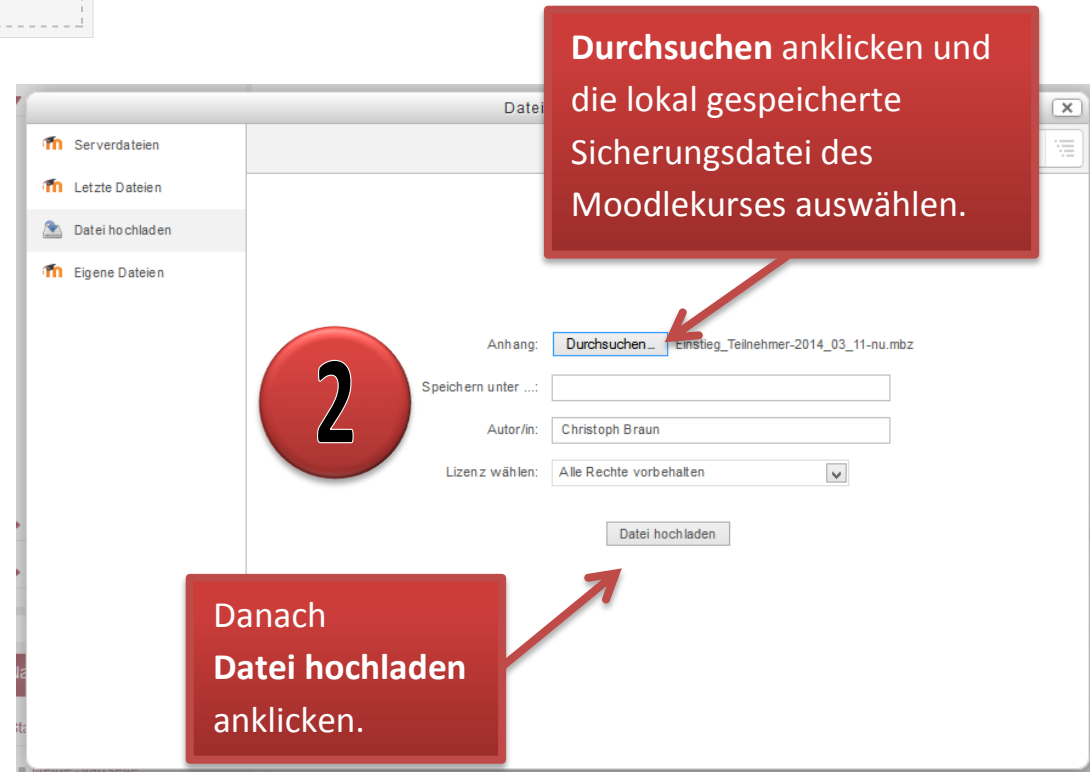 Durchsuchen anklicken und
die lokal gespeicherte
Sicherungsdatei des
Moodlekurses auswählen.
Datei
Serverdateien
Letzte Dateien
Datei hochladen
Eigene Dateien
2
Anhang: Durchsuchen... Einstieg_Teilnehmer-2014_03_11-nu.mbz
Speichern unter ...:
Autor/in: Christoph Braun
Lizenz wählen: Alle Rechte vorbehalten
Datei hochladen
Danach
Datei hochladen
anklicken.